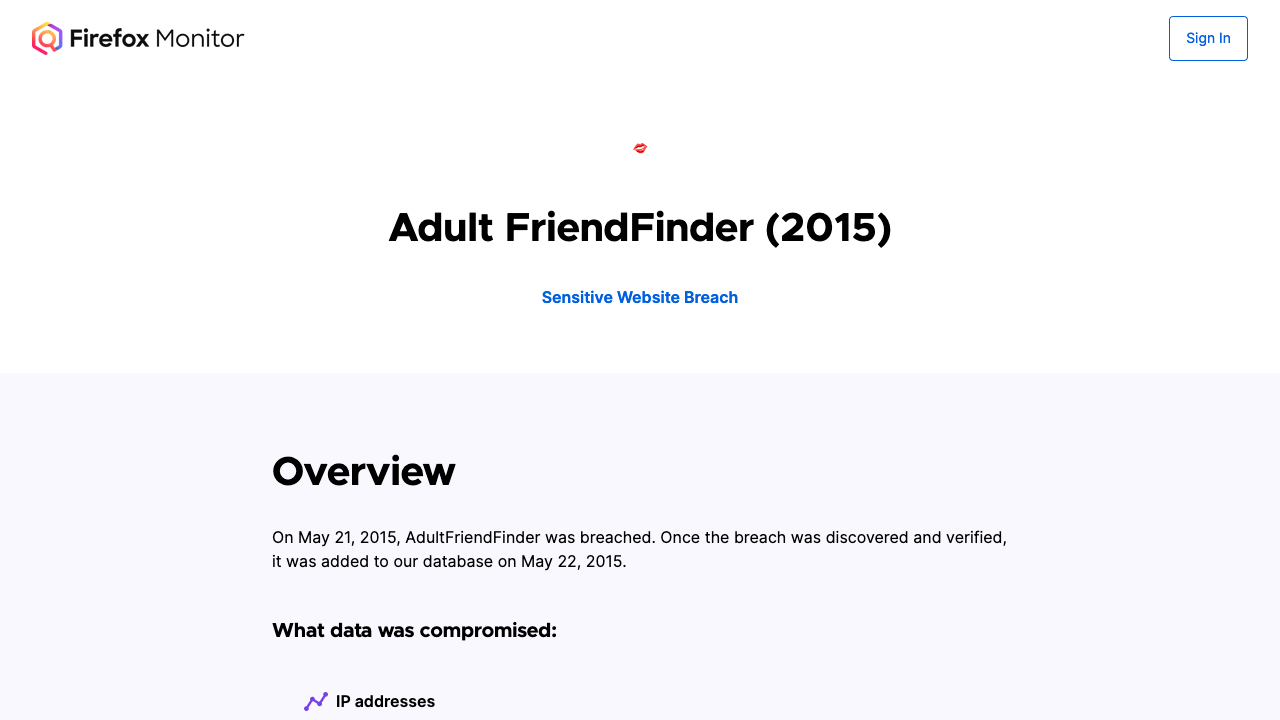 Firefox Monitor
Sign In
Adult FriendFinder (2015)
Sensitive Website Breach
Overview
On May 21, 2015, AdultFriendFinder was breached. Once the breach was discovered and verified,
it was added to our database on May 22, 2015.
What data was compromised:
IP addresses